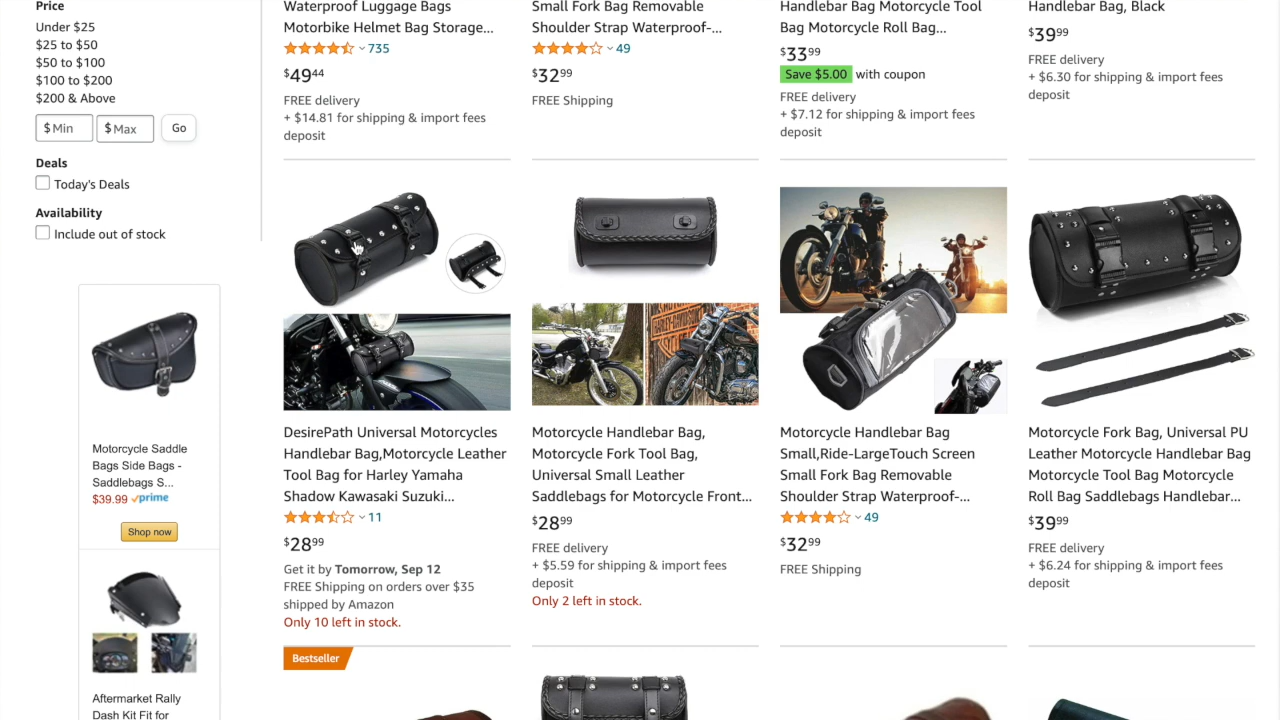 Price
Under $25
$25 to $50
$50 to $100
$100 to $200
$200 & Above
$ Min
$ Max
Go
Deals
Today's Deals
Availability
Include out of stock
Motorcycle Saddle
Bags Side Bags -
Saddlebags S...
$39.99 prime
Shop now
Aftermarket Rally
Dash Kit Fit for
Waterproof Luggage Bags
Motorbike Helmet Bag Storage...
735
$49 44
FREE delivery
+ $14.81 for shipping & import fees
deposit
Small Fork Bag Removable
Shoulder Strap Waterproof-...
49
$32 99
FREE Shipping
Handlebar Bag Motorcycle Tool
Bag Motorcycle Roll Bag...
$33 99
Save $5.00 with coupon
FREE delivery
+ $7.12 for shipping & import fees
deposit
Handlebar Bag, Black
$39 99
FREE delivery
+ $6.30 for shipping & import fees
deposit
DesirePath Universal Motorcycles
Handlebar Bag,Motorcycle Leather
Tool Bag for Harley Yamaha
Shadow Kawasaki Suzuki...
11
$28 99
Get it by Tomorrow, Sep 12
FREE Shipping on orders over $35
shipped by Amazon
Only 10 left in stock.
Motorcycle Handlebar Bag,
Motorcycle Fork Tool Bag,
Universal Small Leather
Saddlebags for Motorcycle Front...
$28 99
FREE delivery
+ $5.59 for shipping & import fees
deposit
Only 2 left in stock.
Motorcycle Handlebar Bag
Small,Ride-LargeTouch Screen
Small Fork Bag Removable
Shoulder Strap Waterproof-...
49
$32 99
FREE Shipping
Motorcycle Fork Bag, Universal PU
Leather Motorcycle Handlebar Bag
Motorcycle Tool Bag Motorcycle
Roll Bag Saddlebags Handlebar...
$39 99
FREE delivery
+ $6.24 for shipping & import fees
deposit
Bestseller